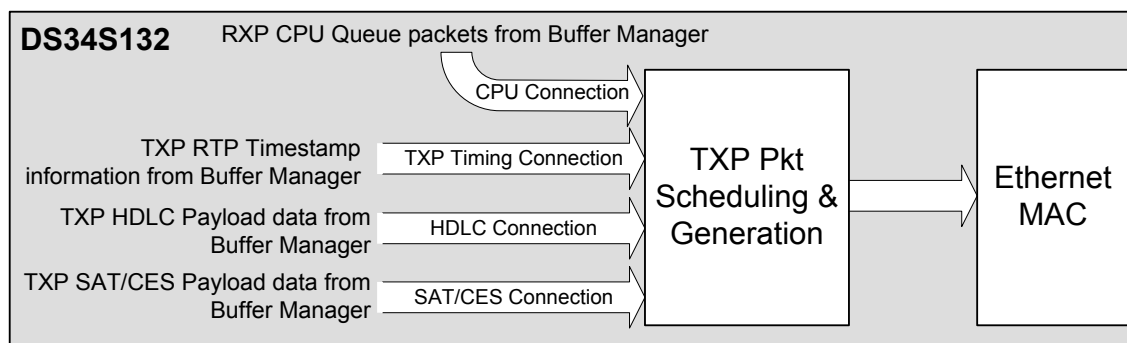 DS34S132
RXP CPU Queue packets from Buffer Manager
CPU Connection
TXP RTP Timestamp
information from Buffer Manager
TXP Timing Connection
TXP HDLC Payload data from
Buffer Manager
HDLC Connection
TXP SAT/CES Payload data from
Buffer Manager
SAT/CES Connection
TXP Pkt
Scheduling &
Generation
Ethernet
MAC